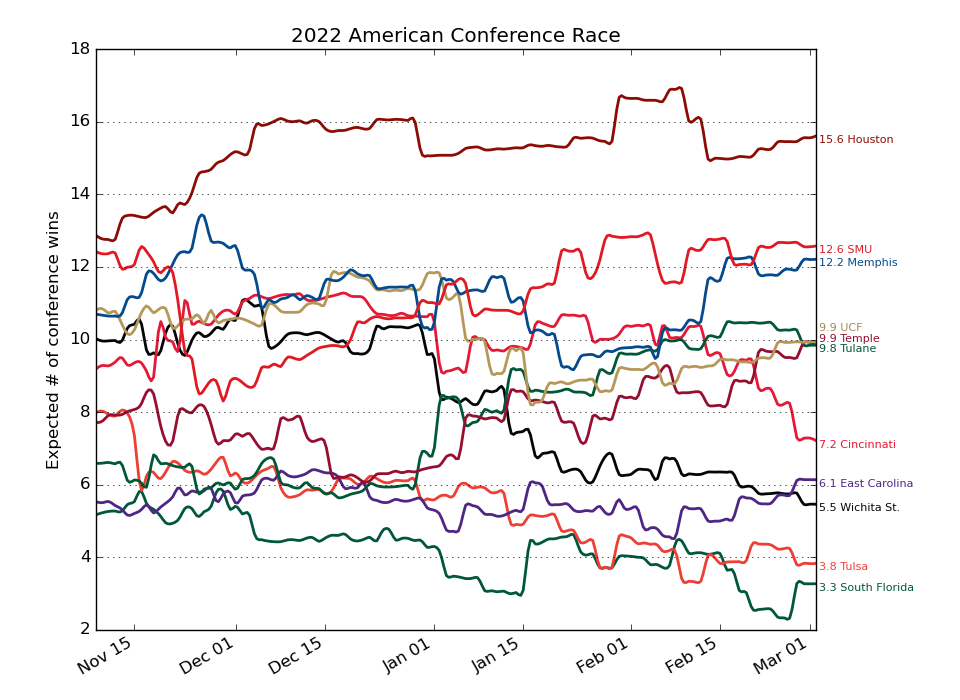 2022 American Conference Race
Expected # of conference wins
18
16
14
12
10
8
6
4
2
15.6 Houston
12.6 SMU
12.2 Memphis
9.9 UCF
9.9 Temple
9.8 Tulane
7.2 Cincinnati
6.1 East Carolina
5.5 Wichita St.
3.8 Tulsa
3.3 South Florida
Nov 15
Dec 01
Dec 15
Jan 01
Jan 15
Feb 01
Feb 15
Mar 01